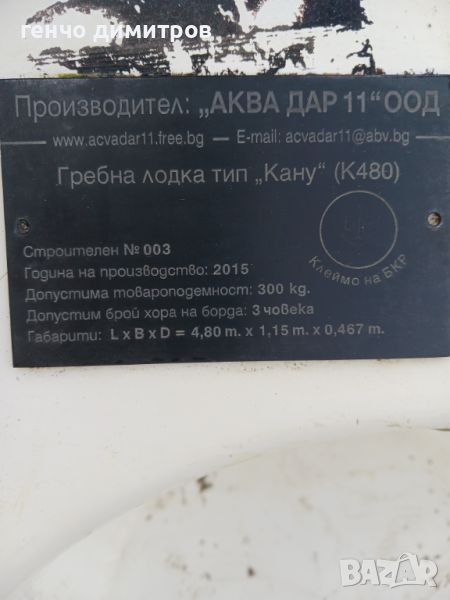 генчо димитров
Производител: „АКВА ДАР 11“ ООД
www.acvadar11.free.bg – E-mail: acvadar11@abv.bg
Гребна лодка тип „Кану“ (К480)
Строителен № 003
Година на производство: 2015
Допустима товароподемност: 300 kg.
Допустим брой хора на борда: 3 човека
Габарити: L x B x D = 4,80 m. x 1,15 m. x 0,467 m.
Клеймо на БКР
BAZAR